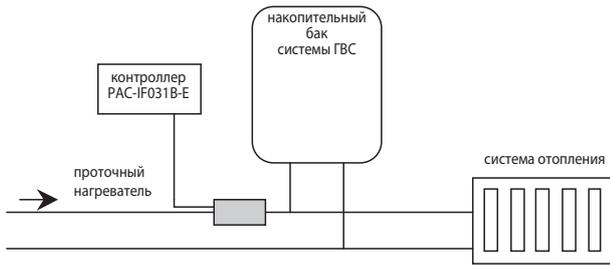 накопительный
бак
системы ГВС
контроллер
PAC-IF031B-E
система отопления
проточный
нагреватель